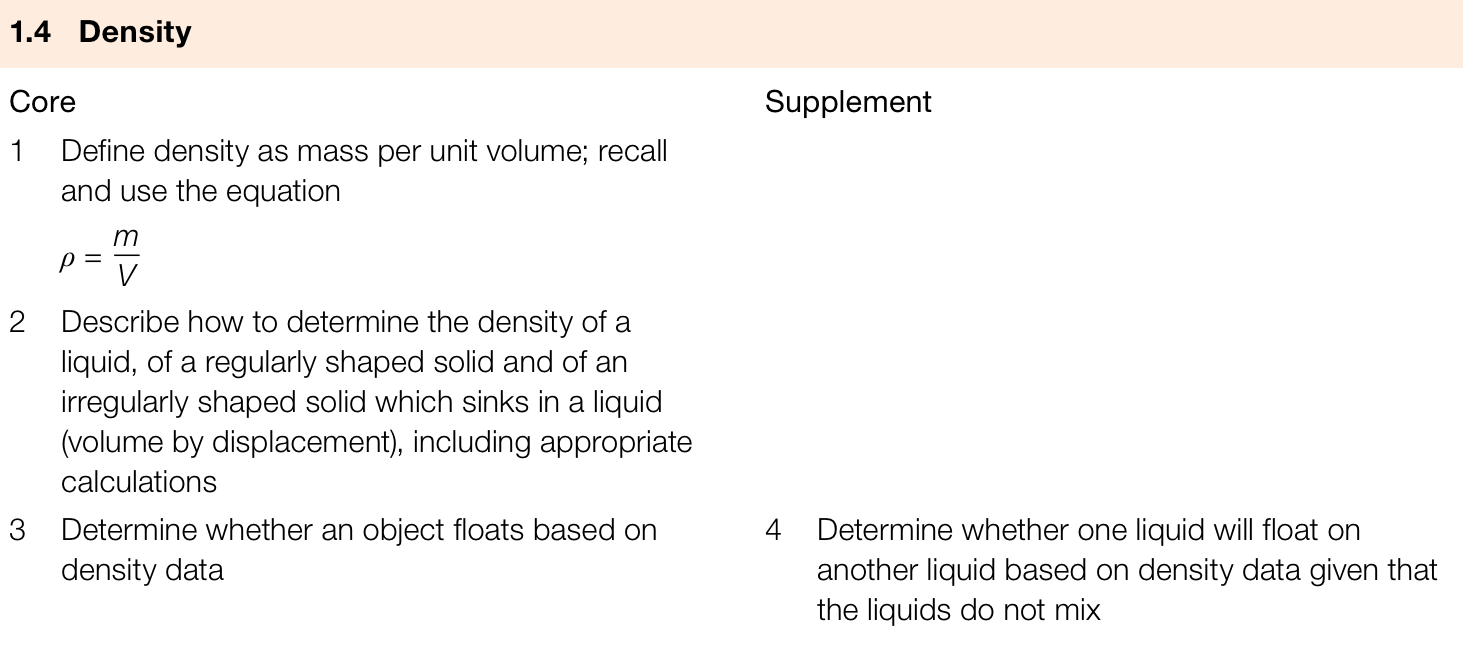 1.4 Density
Core
1 Define density as mass per unit volume; recall
and use the equation
ρ = m/V
2 Describe how to determine the density of a
liquid, of a regularly shaped solid and of an
irregularly shaped solid which sinks in a liquid
(volume by displacement), including appropriate
calculations
3 Determine whether an object floats based on
density data
Supplement
4 Determine whether one liquid will float on
another liquid based on density data given that
the liquids do not mix